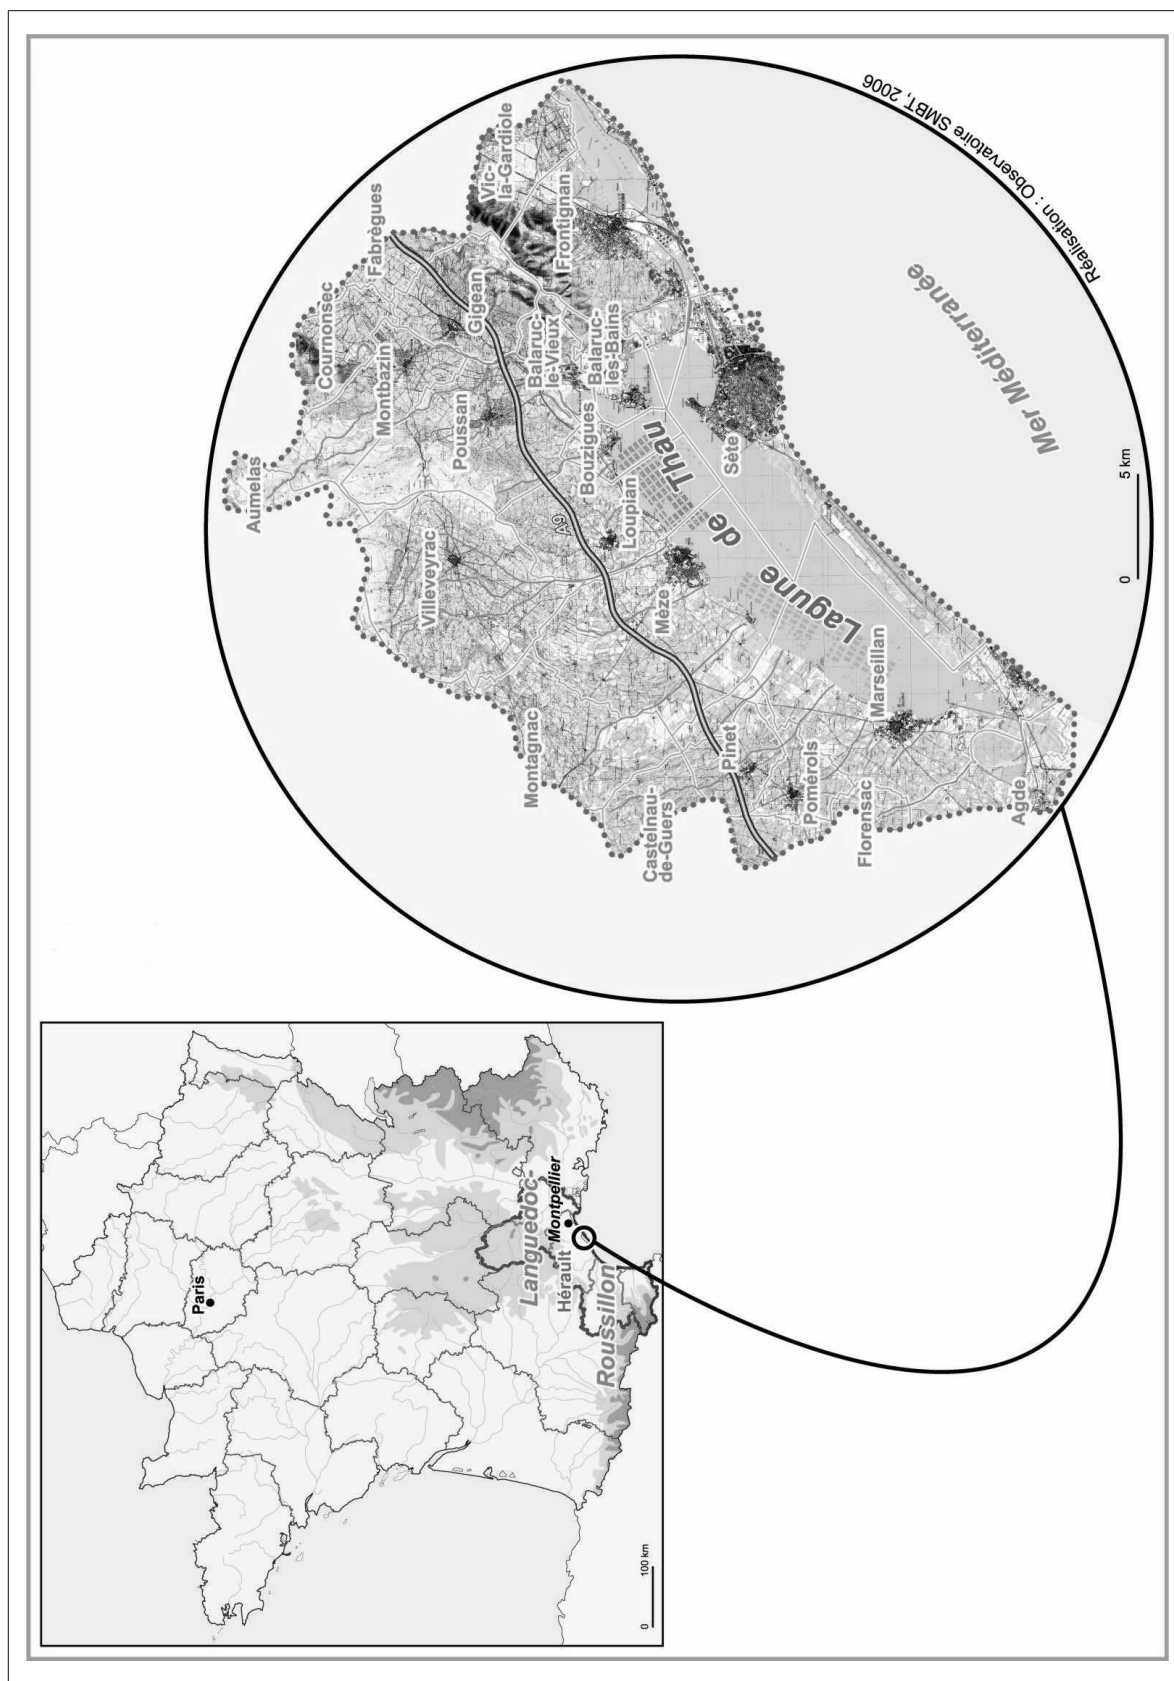 Paris
Languedoc-
Montpellier
Hérault
Roussillon
0
100 km
Aumelas
Cournonsec
Fabrègues
Montbazin
Vic-
la-Gardiole
Gigean
Villeveyrac
Poussan
Balaruc-
le-Vieux
Frontignan
Balaruc-
les-Bains
Bouzigues
A9
Loupian
Montagnac
Mèze
Sète
Lagune de Thau
Castelnau-
de-Guers
Pinet
Marseillan
Pomérols
Florensac
Agde
Mer Méditerranée
0
5 km
Réalisation : Observatoire SMBT, 2006